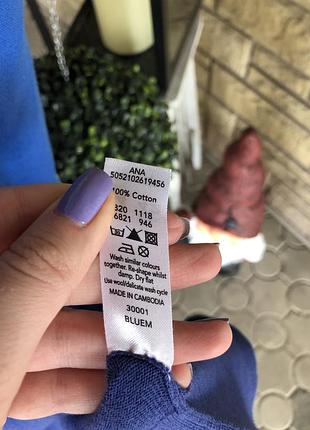 ANA
5052102619456
100% Cotton
320 1118
6821 946
Wash similar colours
together. Re-shape whilst
damp. Dry flat
Use wool/delicate wash cycle
MADE IN CAMBODIA
30001
BLUEM